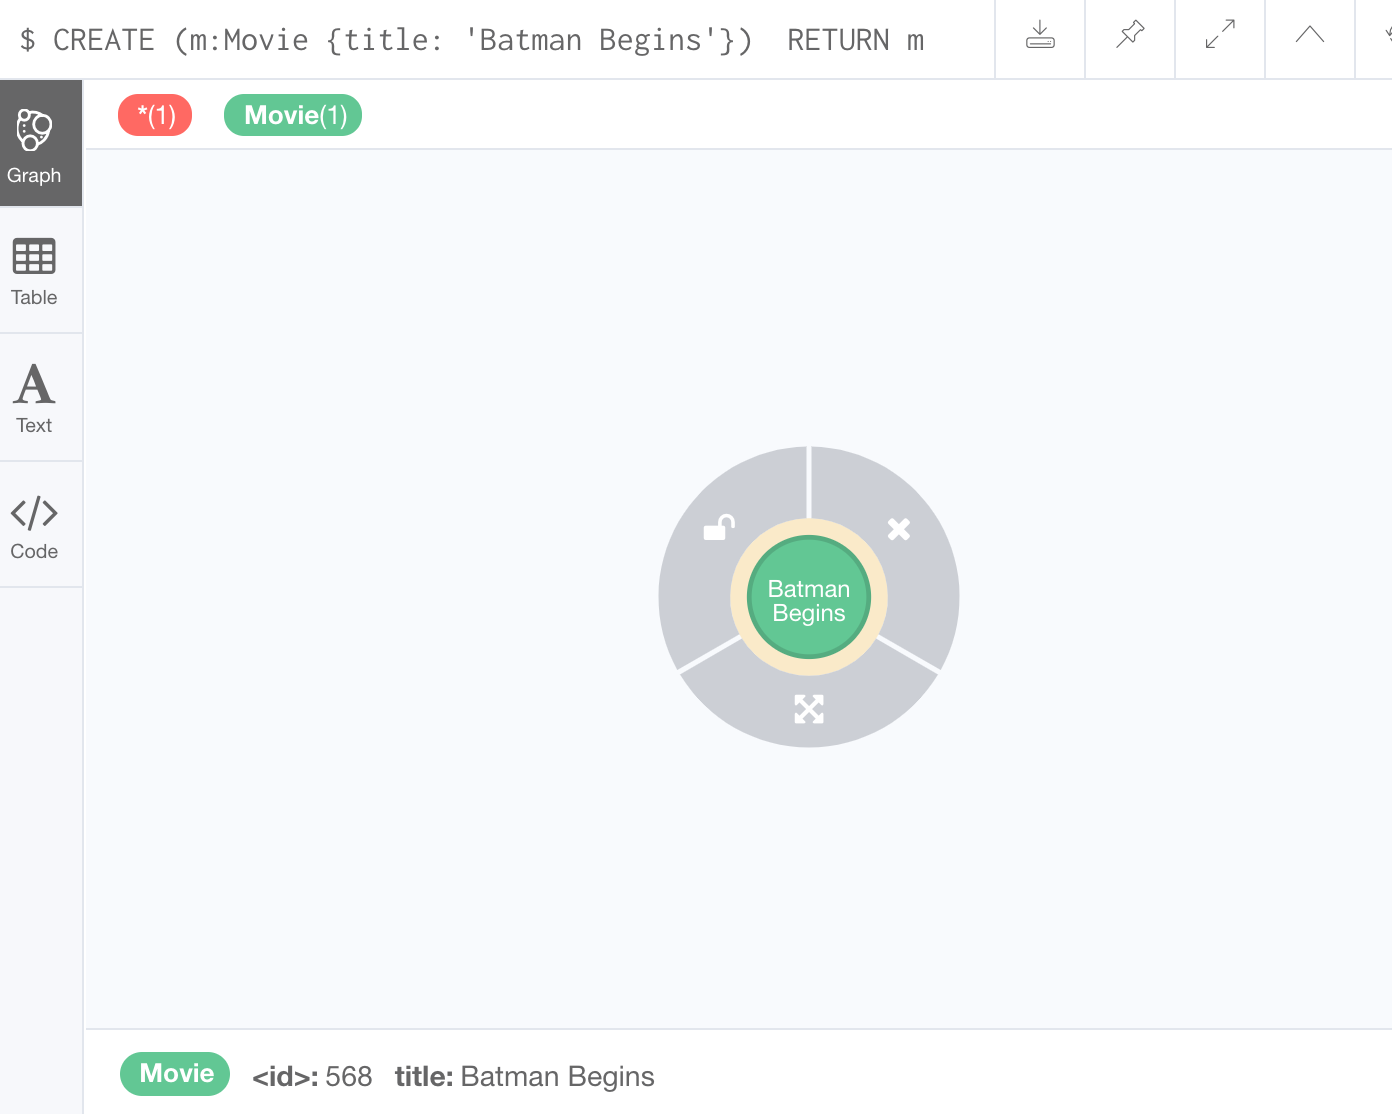 $ CREATE (m:Movie {title: 'Batman Begins'})  RETURN m
*(1) Movie(1)
Graph
Table
A
Text
</>
Code
Batman
Begins
Movie <id>: 568 title: Batman Begins